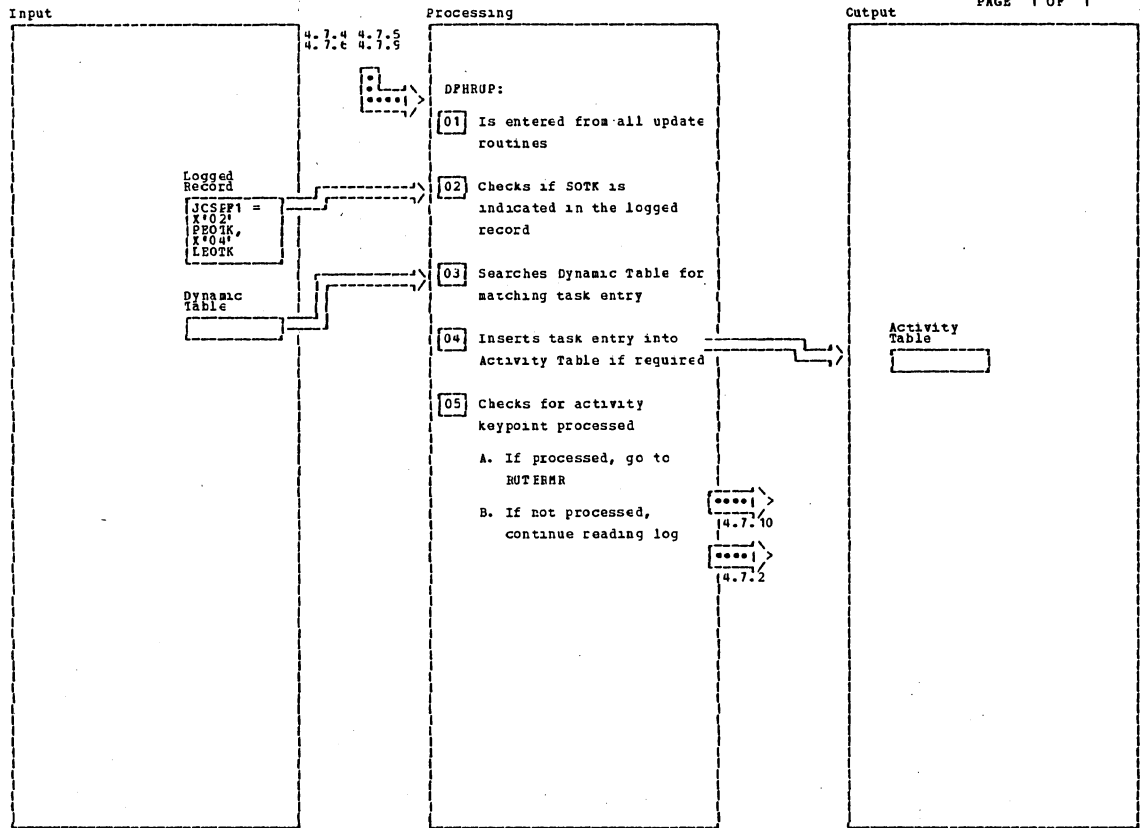 PAGE 1 OF 1
Input
Processing
Cutput
4.7.4 4.7.5
4.7.6 4.7.9
DPHRUP:
01 Is entered from all update
routines
Logged
Record
JCSPF1 =
X'02'
PEOTK,
X'04'
LEOTK
02 Checks if SOTK is
indicated in the logged
record
Dynamic
Table
03 Searches Dynamic Table for
matching task entry
04 Inserts task entry into
Activity Table if required
Activity
Table
05 Checks for activity
keypoint processed
A. If processed, go to
RUTERMR
4.7.10
B. If not processed,
continue reading log
4.7.2